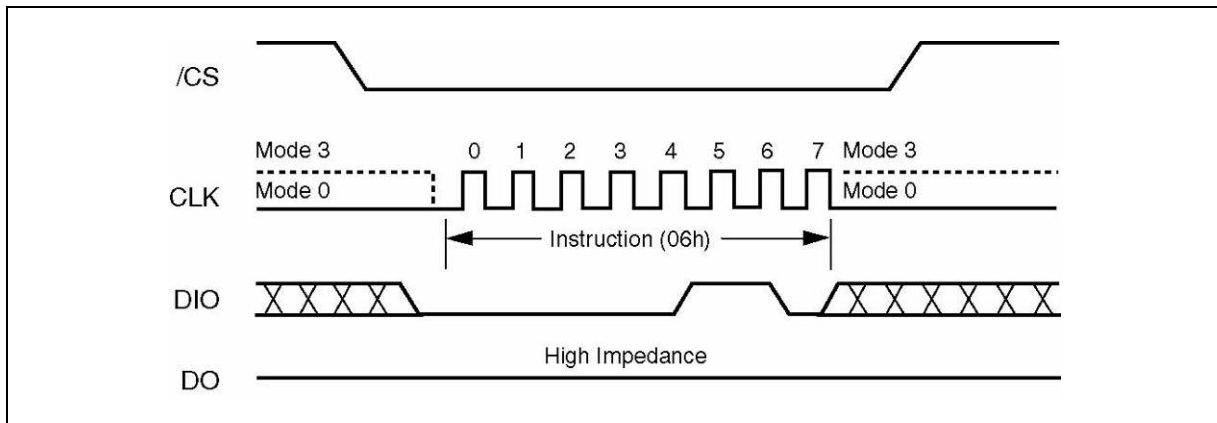 /CS
Mode 3 0 1 2 3 4 5 6 7 Mode 3
CLK Mode 0 Mode 0
Instruction (06h)
DIO
High Impedance
DO